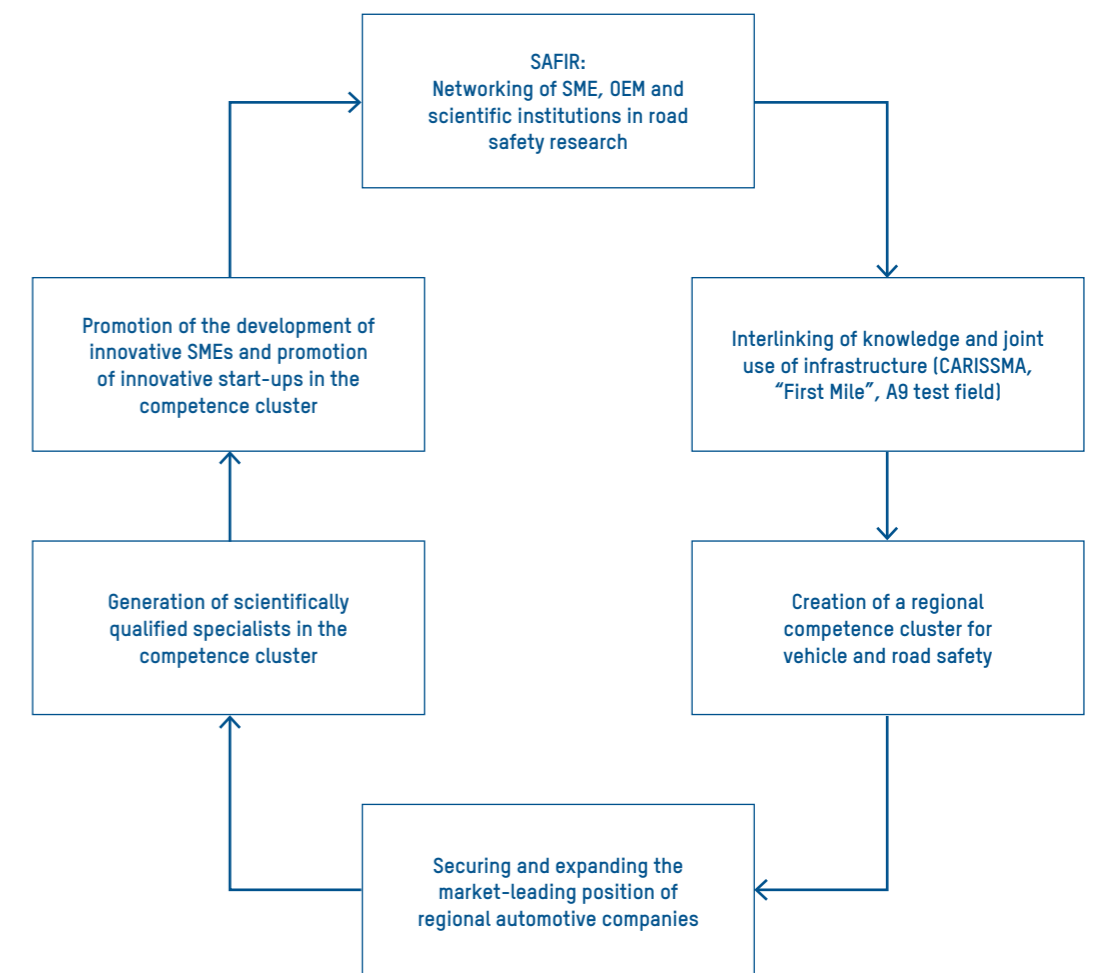 SAFIR:
Networking of SME, OEM and
scientific institutions in road
safety research
Promotion of the development of
innovative SMEs and promotion
of innovative start-ups in the
competence cluster
Interlinking of knowledge and joint
use of infrastructure (CARISSMA,
“First Mile”, A9 test field)
Generation of scientifically
qualified specialists in the
competence cluster
Creation of a regional
competence cluster for
vehicle and road safety
Securing and expanding the
market-leading position of
regional automotive companies